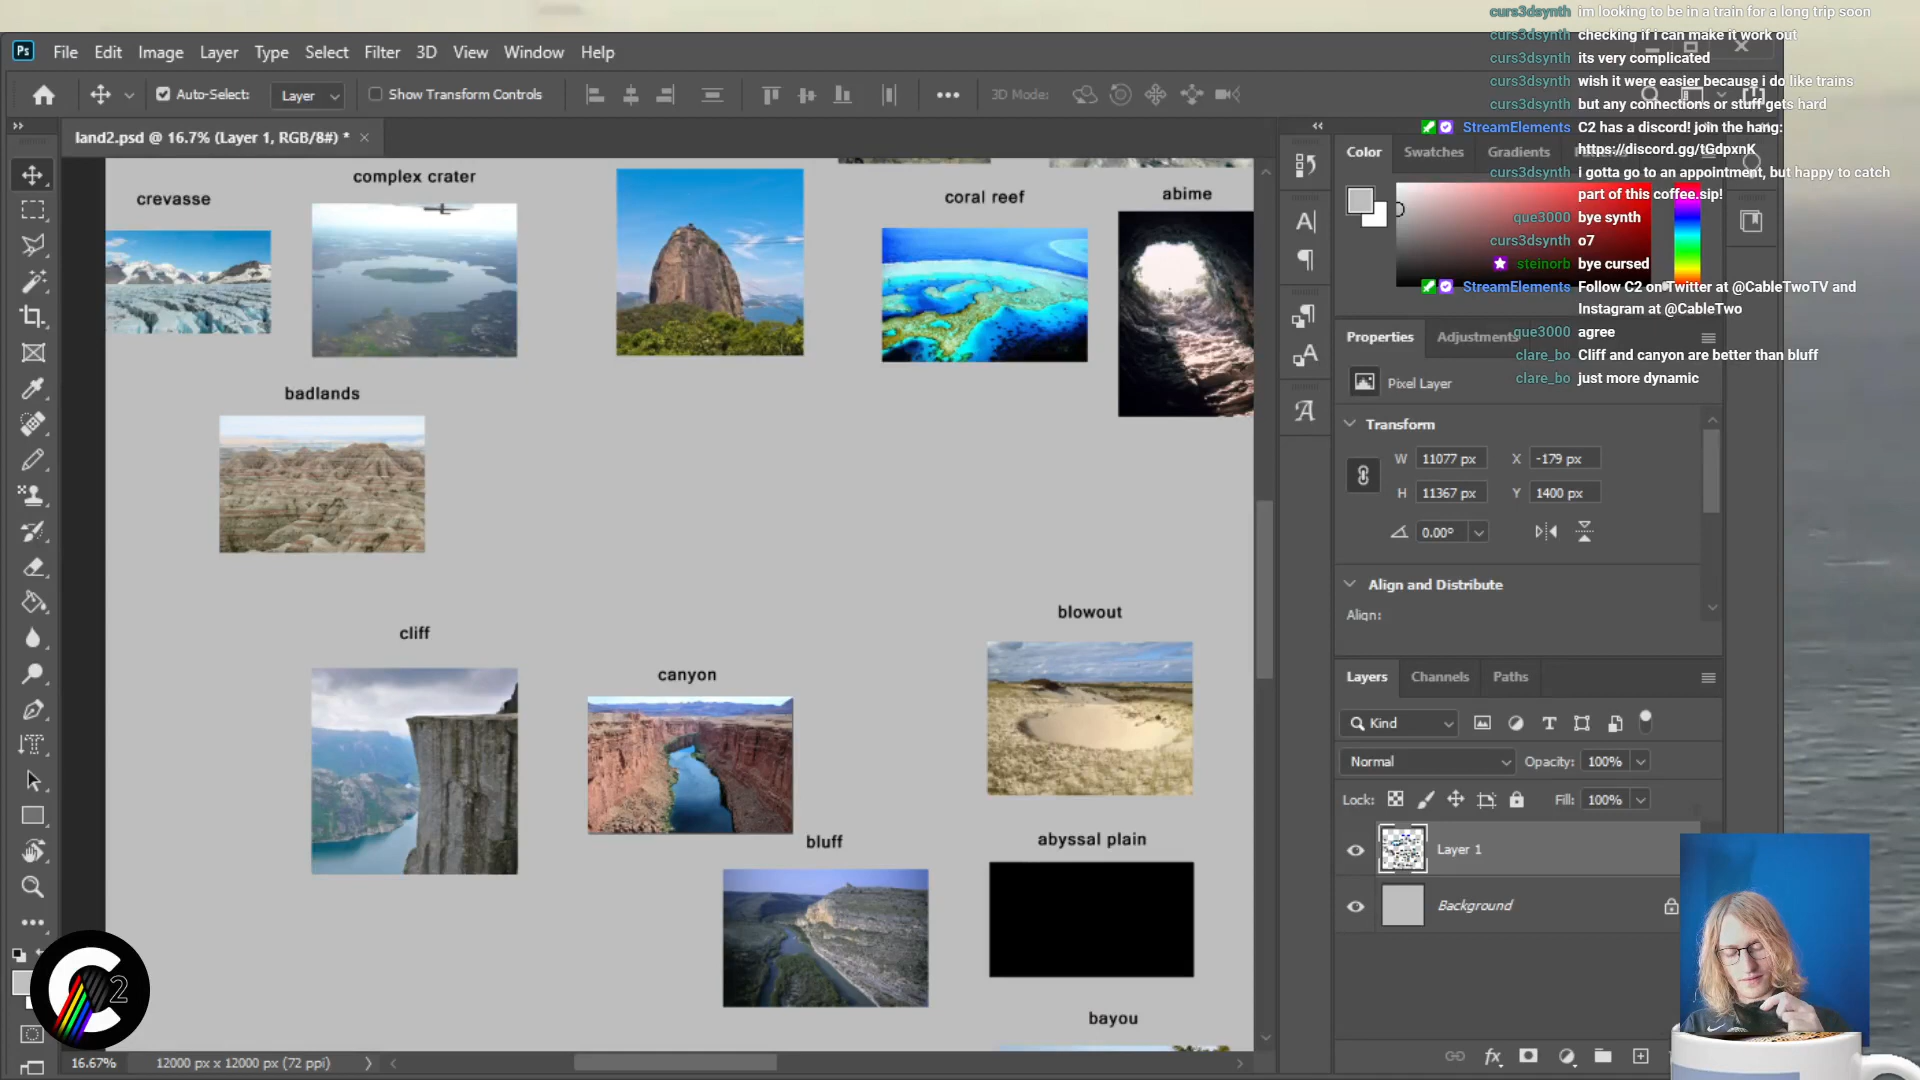 curs3dsynth im looking to be in a train for a long trip soon
curs3dsynth checking if i can make it work out
curs3dsynth its very complicated
curs3dsynth wish it were easier because i do like trains
curs3dsynth but any connections or stuff gets hard
StreamElements C2 has a discord! join the hang:
https://discord.gg/tGdpxnK
curs3dsynth i gotta go to an appointment, but happy to catch
part of this coffee.sip!
que3000 bye synth
curs3dsynth o7
steinorb bye cursed
StreamElements Follow C2 on Twitter at @CableTwoTV and
Instagram at @CableTwo
que3000 agree
clare_bo Cliff and canyon are better than bluff
clare_bo just more dynamic
Ps File Edit Image Layer Type Select Filter 3D View Window Help
Auto-Select: Layer Show Transform Controls 3D Mode:
land2.psd @ 16.7% (Layer 1, RGB/8#) *
crevasse
complex crater
coral reef
abime
badlands
cliff
canyon
blowout
bluff
abyssal plain
bayou
Color Swatches Gradients
Properties Adjustments
Pixel Layer
Transform
W 11077 px X -179 px
H 11367 px Y 1400 px
0.00°
Align and Distribute
Align:
Layers Channels Paths
Kind
Normal Opacity: 100%
Lock: Fill: 100%
Layer 1
Background
fx
C2
16.67% 12000 px x 12000 px (72 ppi)